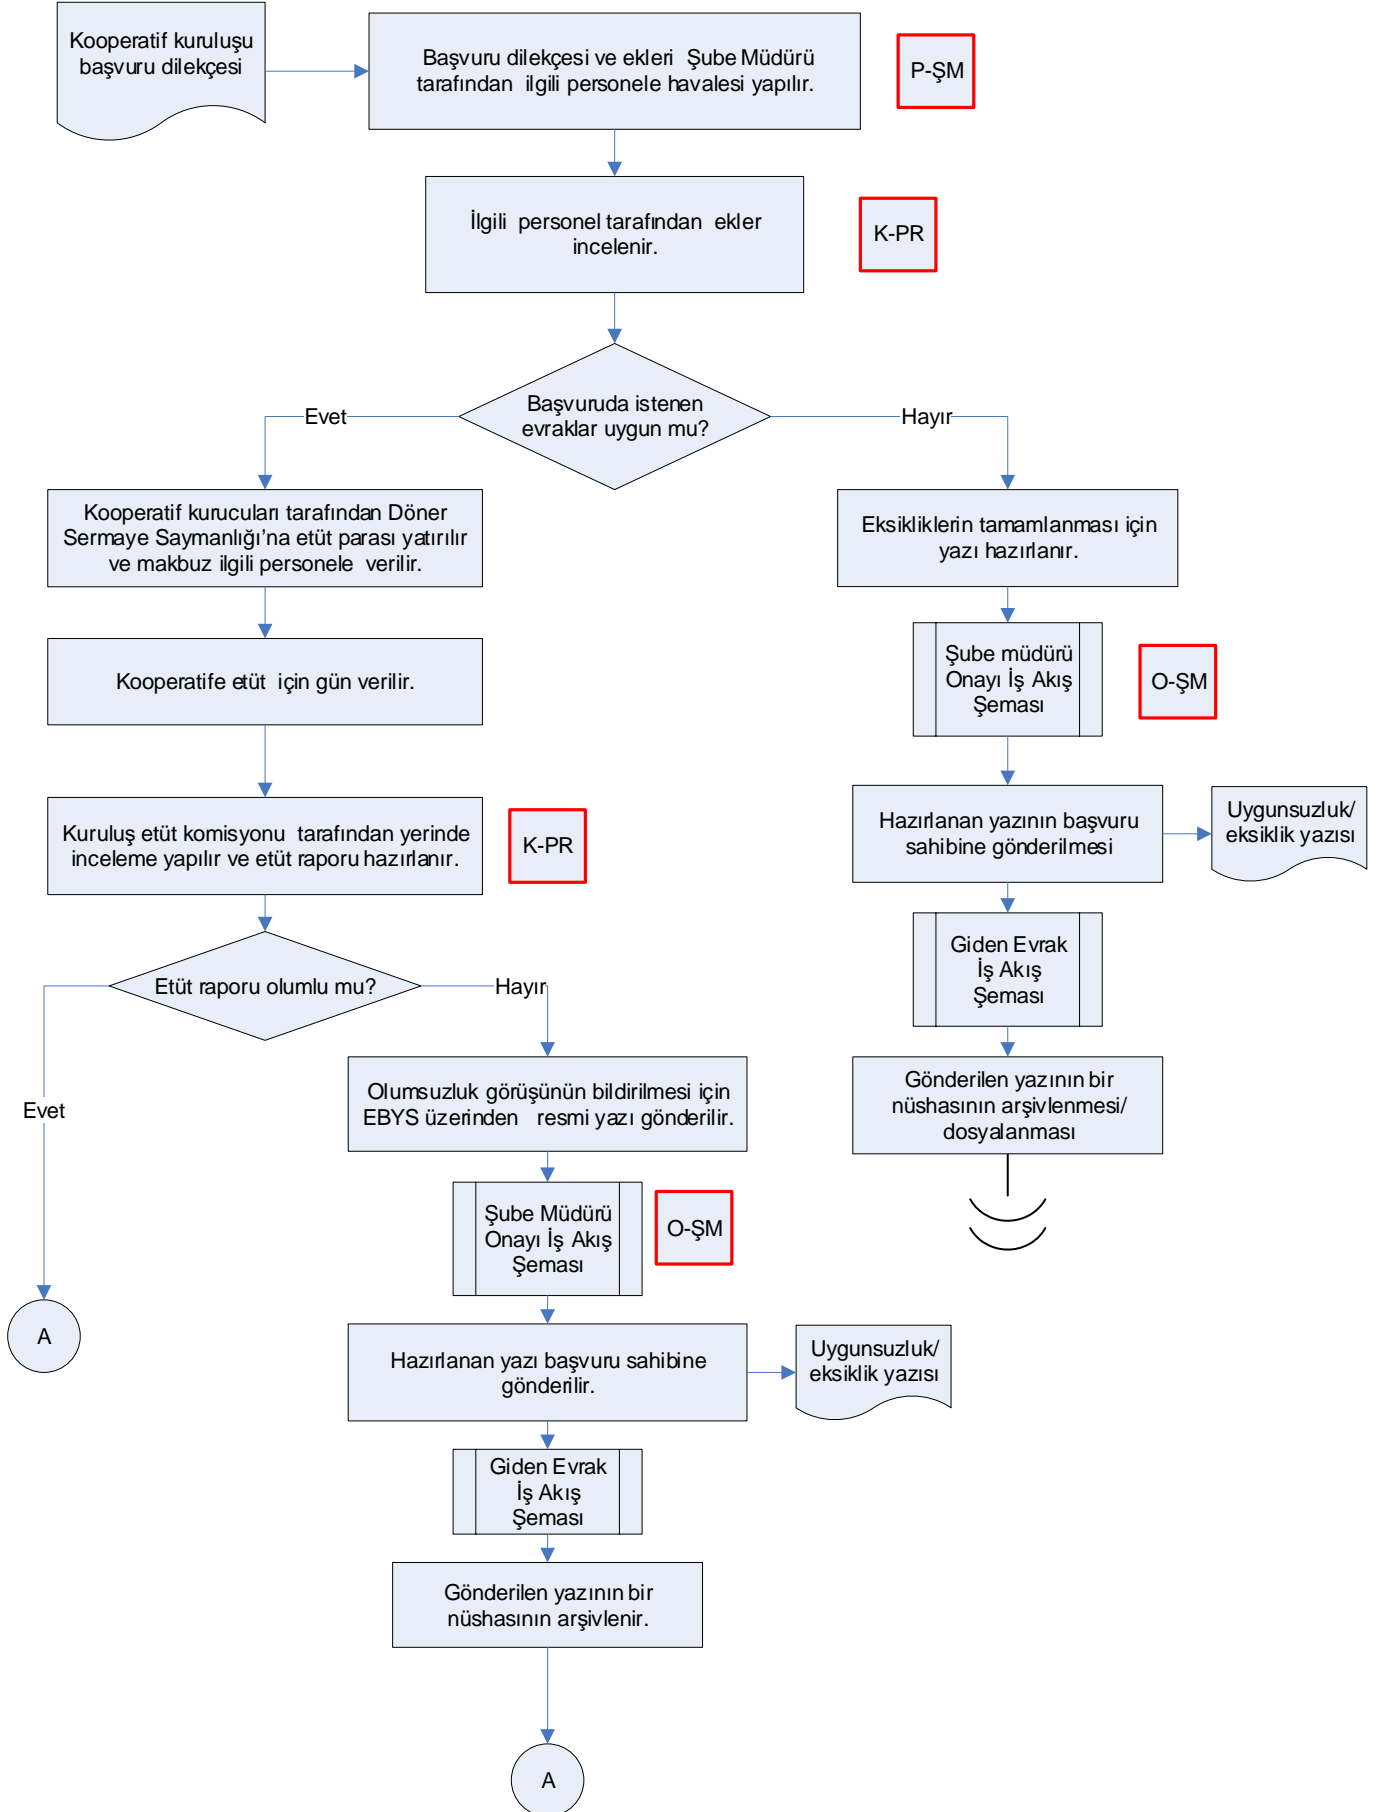 Kooperatif kuruluşu
başvuru dilekçesi
Başvuru dilekçesi ve ekleri Şube Müdürü
tarafından ilgili personele havalesi yapılır.
P-ŞM
İlgili personel tarafından ekler
incelenir.
K-PR
Başvuruda istenen
evraklar uygun mu?
Evet
Hayır
Kooperatif kurucuları tarafından Döner
Sermaye Saymanlığı’na etüt parası yatırılır
ve makbuz ilgili personele verilir.
Eksikliklerin tamamlanması için
yazı hazırlanır.
Kooperatife etüt için gün verilir.
Şube müdürü
Onayı İş Akış
Şeması
O-ŞM
Kuruluş etüt komisyonu tarafından yerinde
inceleme yapılır ve etüt raporu hazırlanır.
K-PR
Hazırlanan yazının başvuru
sahibine gönderilmesi
Uygunsuzluk/
eksiklik yazısı
Giden Evrak
İş Akış
Şeması
Etüt raporu olumlu mu?
Hayır
Evet
Olumsuzluk görüşünün bildirilmesi için
EBYS üzerinden resmi yazı gönderilir.
Gönderilen yazının bir
nüshasının arşivlenmesi/
dosyalanması
Şube Müdürü
Onayı İş Akış
Şeması
O-ŞM
A
Hazırlanan yazı başvuru sahibine
gönderilir.
Uygunsuzluk/
eksiklik yazısı
Giden Evrak
İş Akış
Şeması
Gönderilen yazının bir
nüshasının arşivlenir.
A